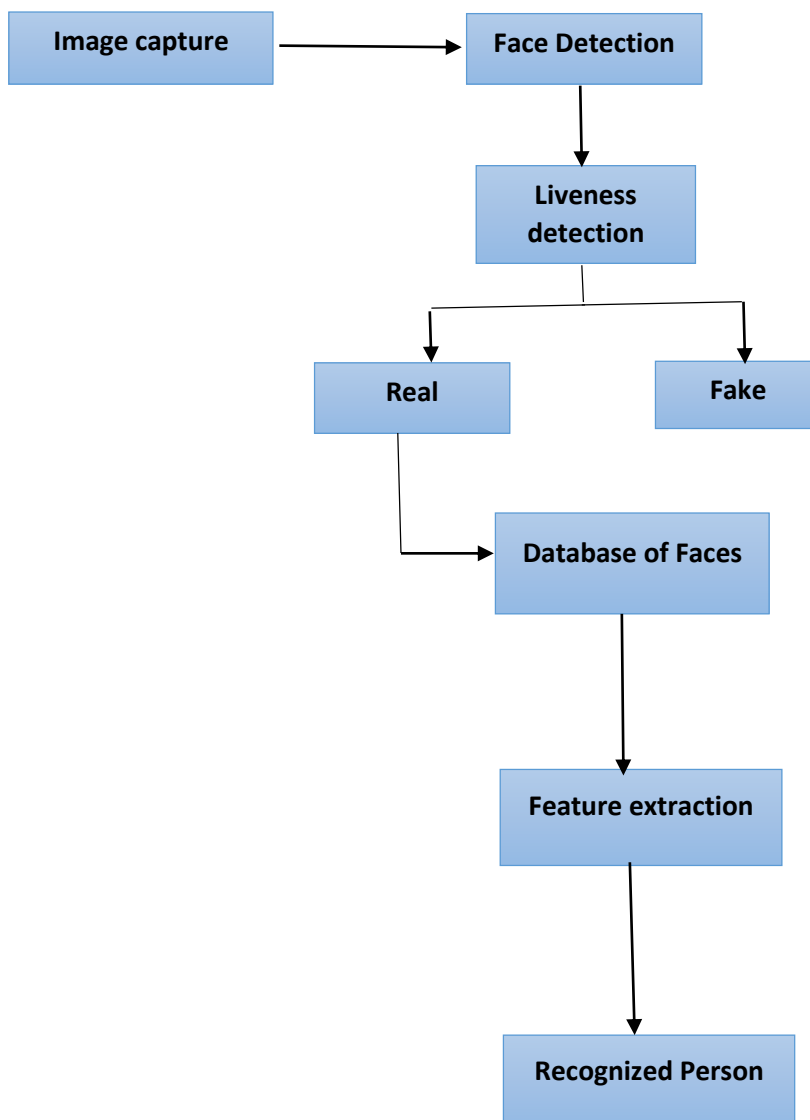 Image capture
Face Detection
Liveness
detection
Real
Fake
Database of Faces
Feature extraction
Recognized Person